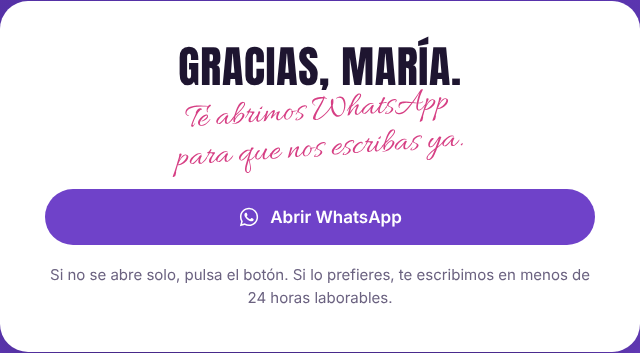 GRACIAS, MARÍA.
Te abrimos WhatsApp
para que nos escribas ya.
Abrir WhatsApp
Si no se abre solo, pulsa el botón. Si lo prefieres, te escribimos en menos de
24 horas laborables.